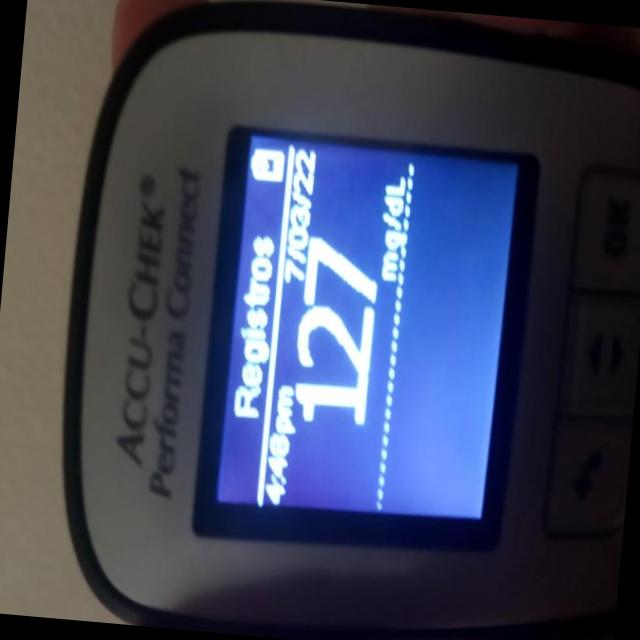 ACCU-CHEK®
Performa Connect
Registros
4:48pm 7/03/22
127
mg/dL
OK